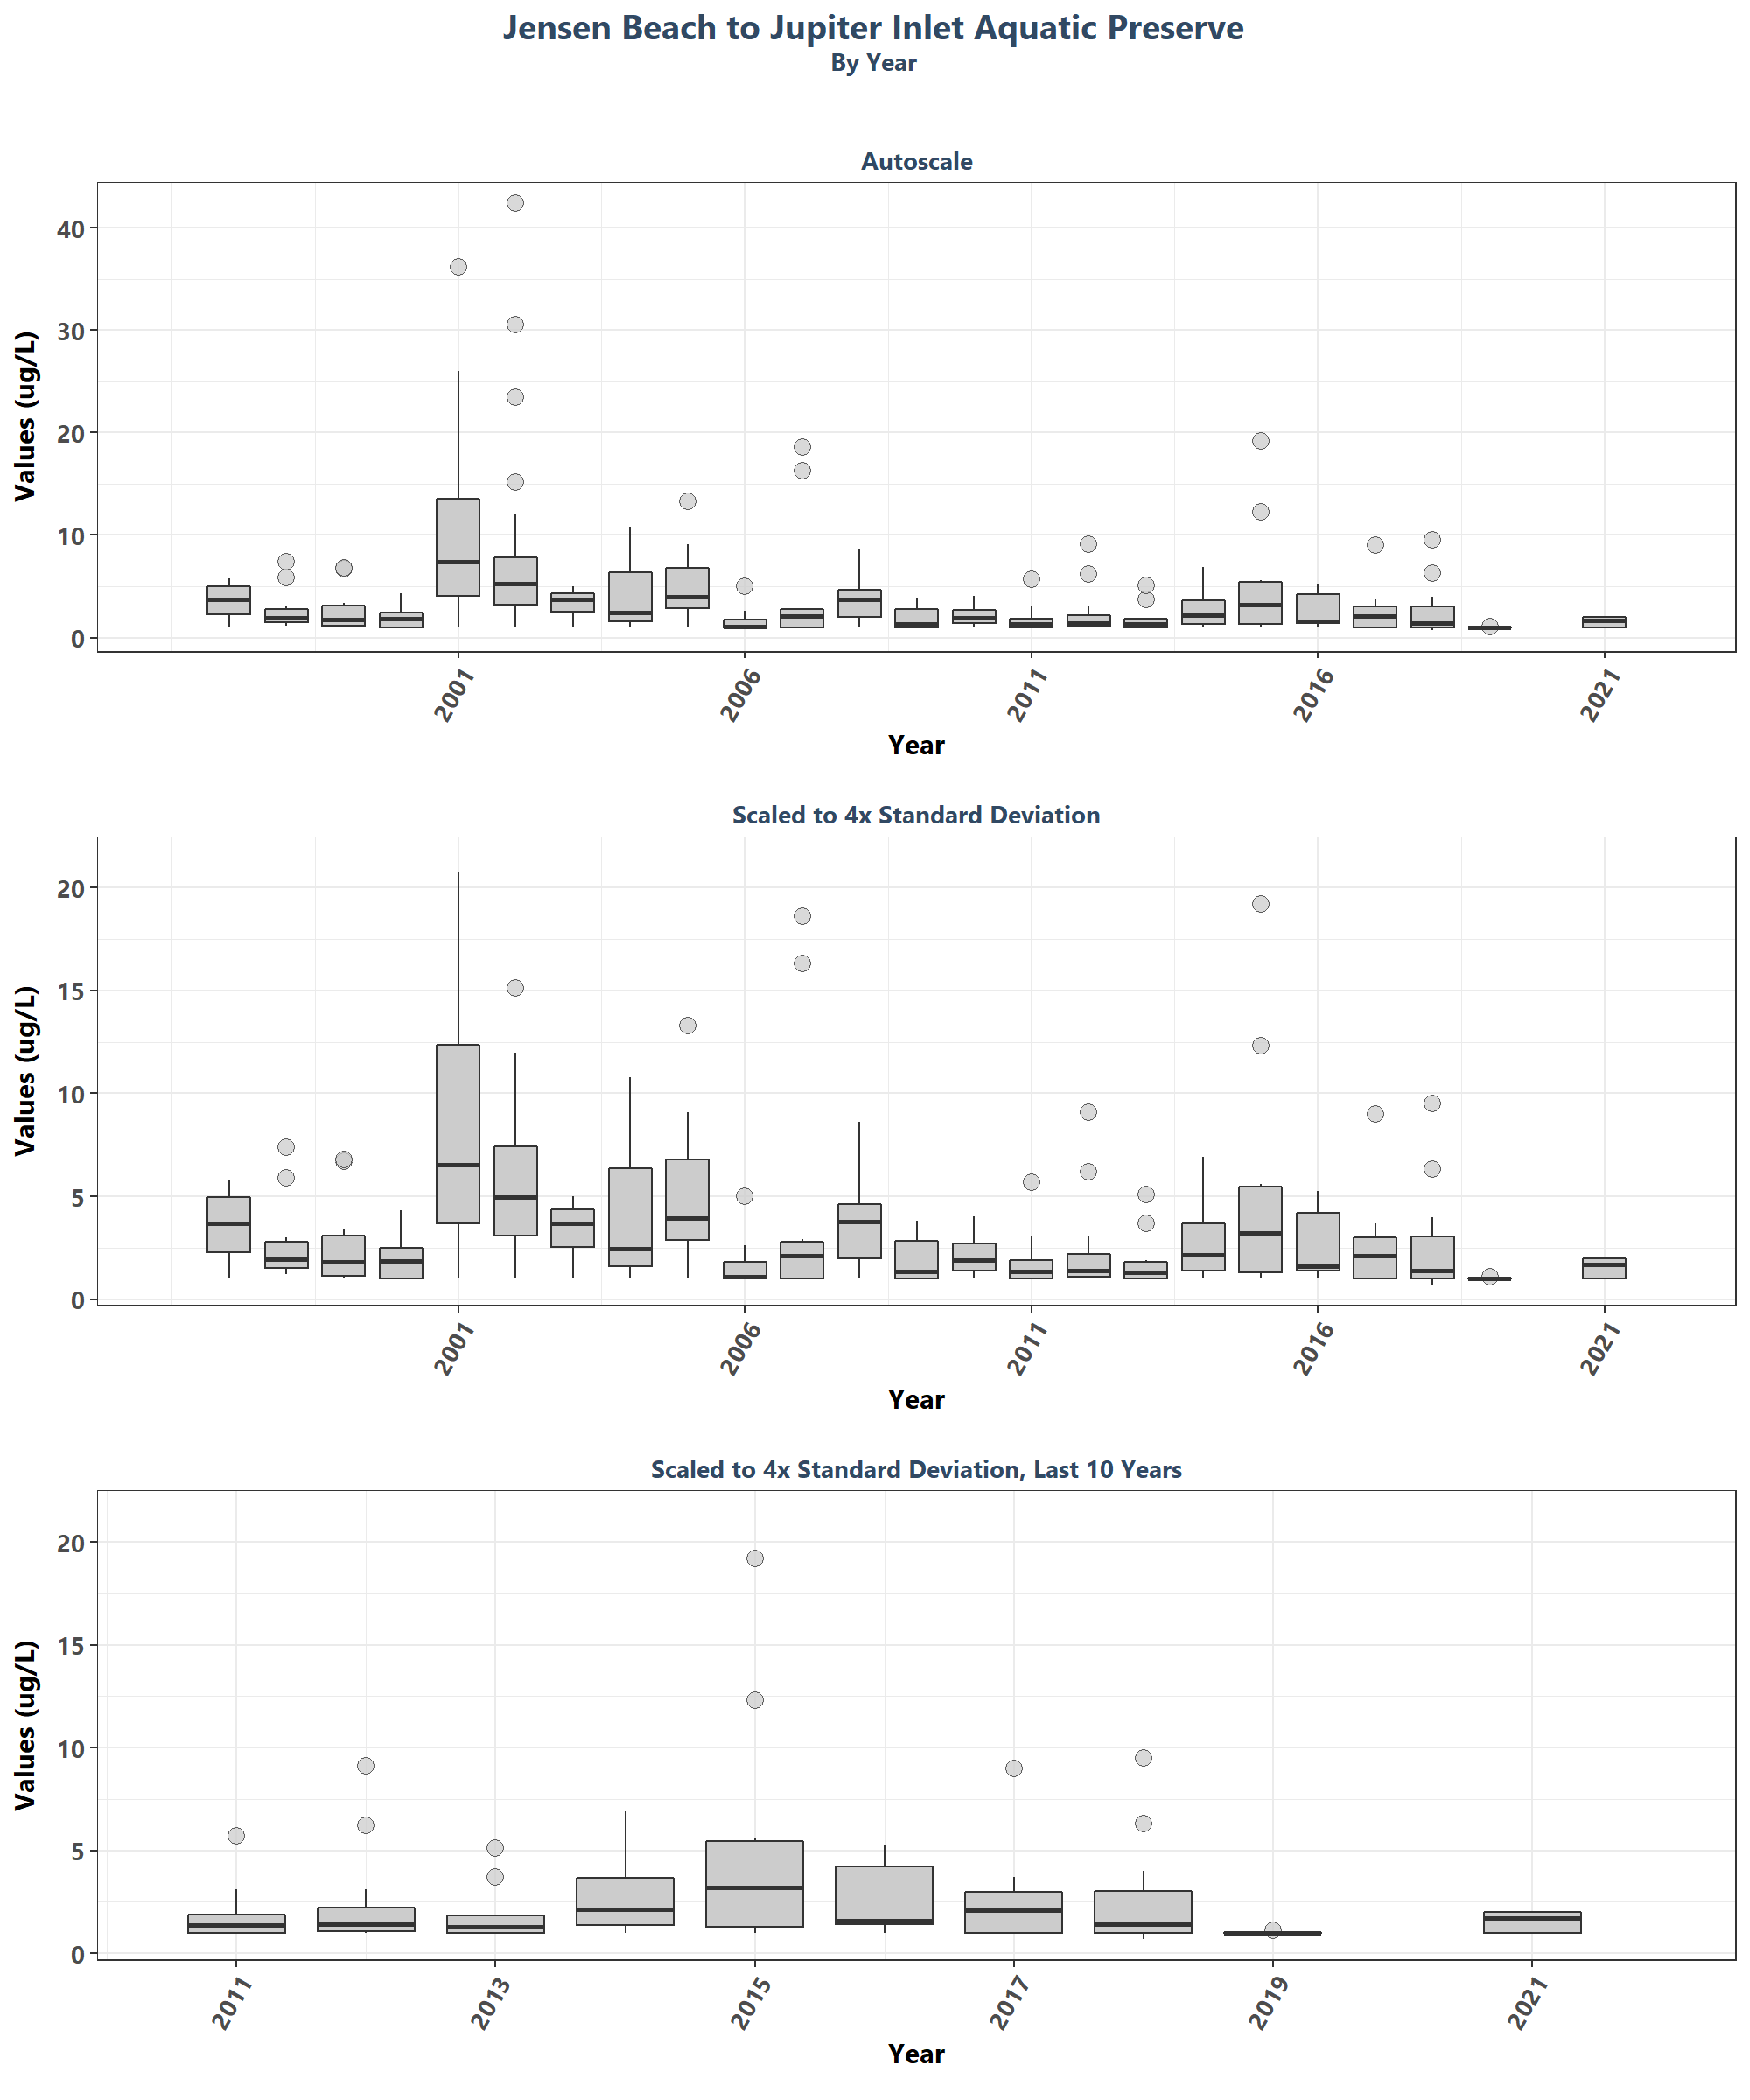 Jensen Beach to Jupiter Inlet Aquatic Preserve
By Year
Autoscale
Values (ug/L)
40
30
20
10
0
2001 2006 2011 2016 2021
Year
Scaled to 4x Standard Deviation
Values (ug/L)
20
15
10
5
0
2001 2006 2011 2016 2021
Year
Scaled to 4x Standard Deviation, Last 10 Years
Values (ug/L)
20
15
10
5
0
2011 2013 2015 2017 2019 2021
Year